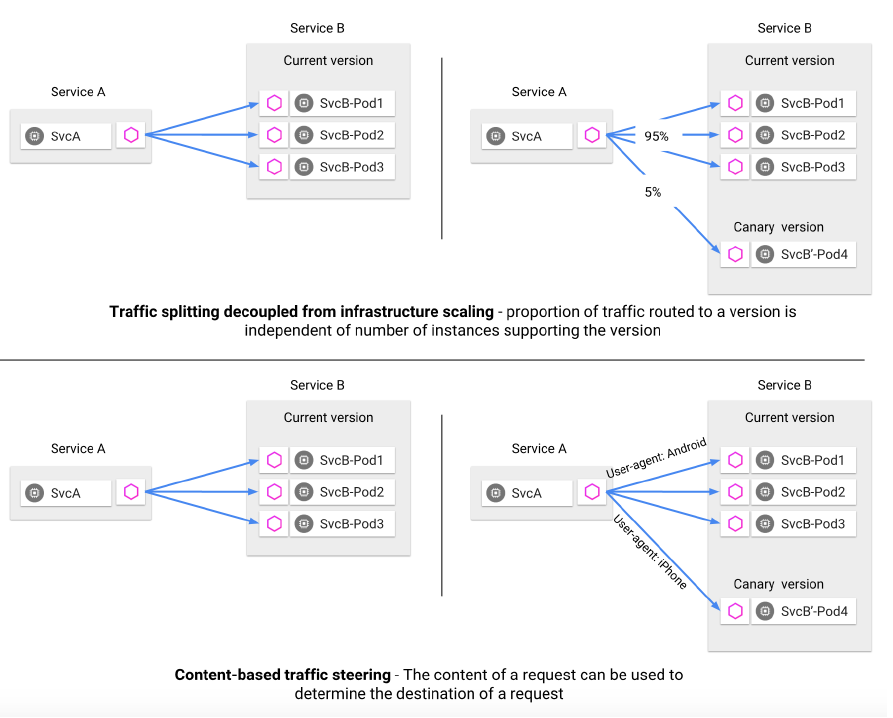 Service B
Current version
Service A
SvcA
SvcB-Pod1
SvcB-Pod2
SvcB-Pod3
Service B
Current version
Service A
SvcA
95%
5%
SvcB-Pod1
SvcB-Pod2
SvcB-Pod3
Canary version
SvcB'-Pod4
Traffic splitting decoupled from infrastructure scaling - proportion of traffic routed to a version is
independent of number of instances supporting the version
Service B
Current version
Service A
SvcA
SvcB-Pod1
SvcB-Pod2
SvcB-Pod3
Service B
Current version
Service A
SvcA
User-agent: Android
User-agent: iPhone
SvcB-Pod1
SvcB-Pod2
SvcB-Pod3
Canary version
SvcB'-Pod4
Content-based traffic steering - The content of a request can be used to
determine the destination of a request